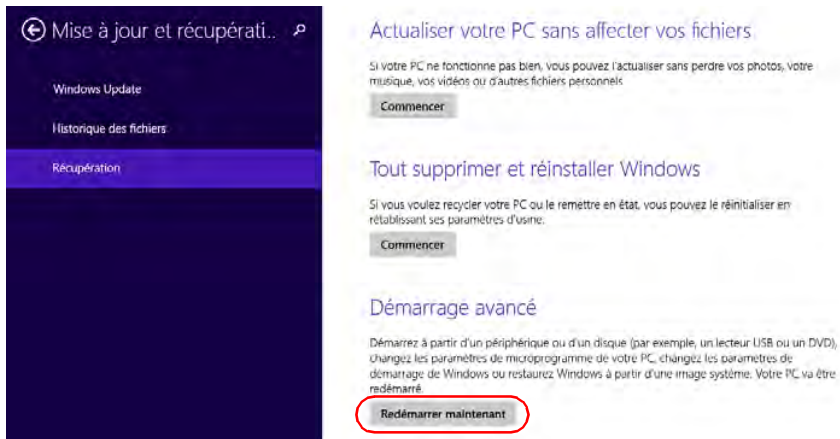 Mise à jour et récupérati..
Windows Update
Historique des fichiers
Récupération
Actualiser votre PC sans affecter vos fichiers
Si votre PC ne fonctionne pas bien, vous pouvez l'actualiser sans perdre vos photos, votre
musique, vos vidéos ou d'autres fichiers personnels
Commencer
Tout supprimer et réinstaller Windows
Si vous voulez recycler votre PC ou le remettre en état, vous pouvez le réinitialiser en
rétablissant ses paramètres d'usine.
Commencer
Démarrage avancé
Démarrez à partir d'un périphérique ou d'un disque (par exemple, un lecteur USB ou un DVD),
changez les paramètres de microprogramme de votre PC, changez les paramètres de
démarrage de Windows ou restaurez Windows à partir d'une image système. Votre PC va être
redémarré.
Redémarrer maintenant